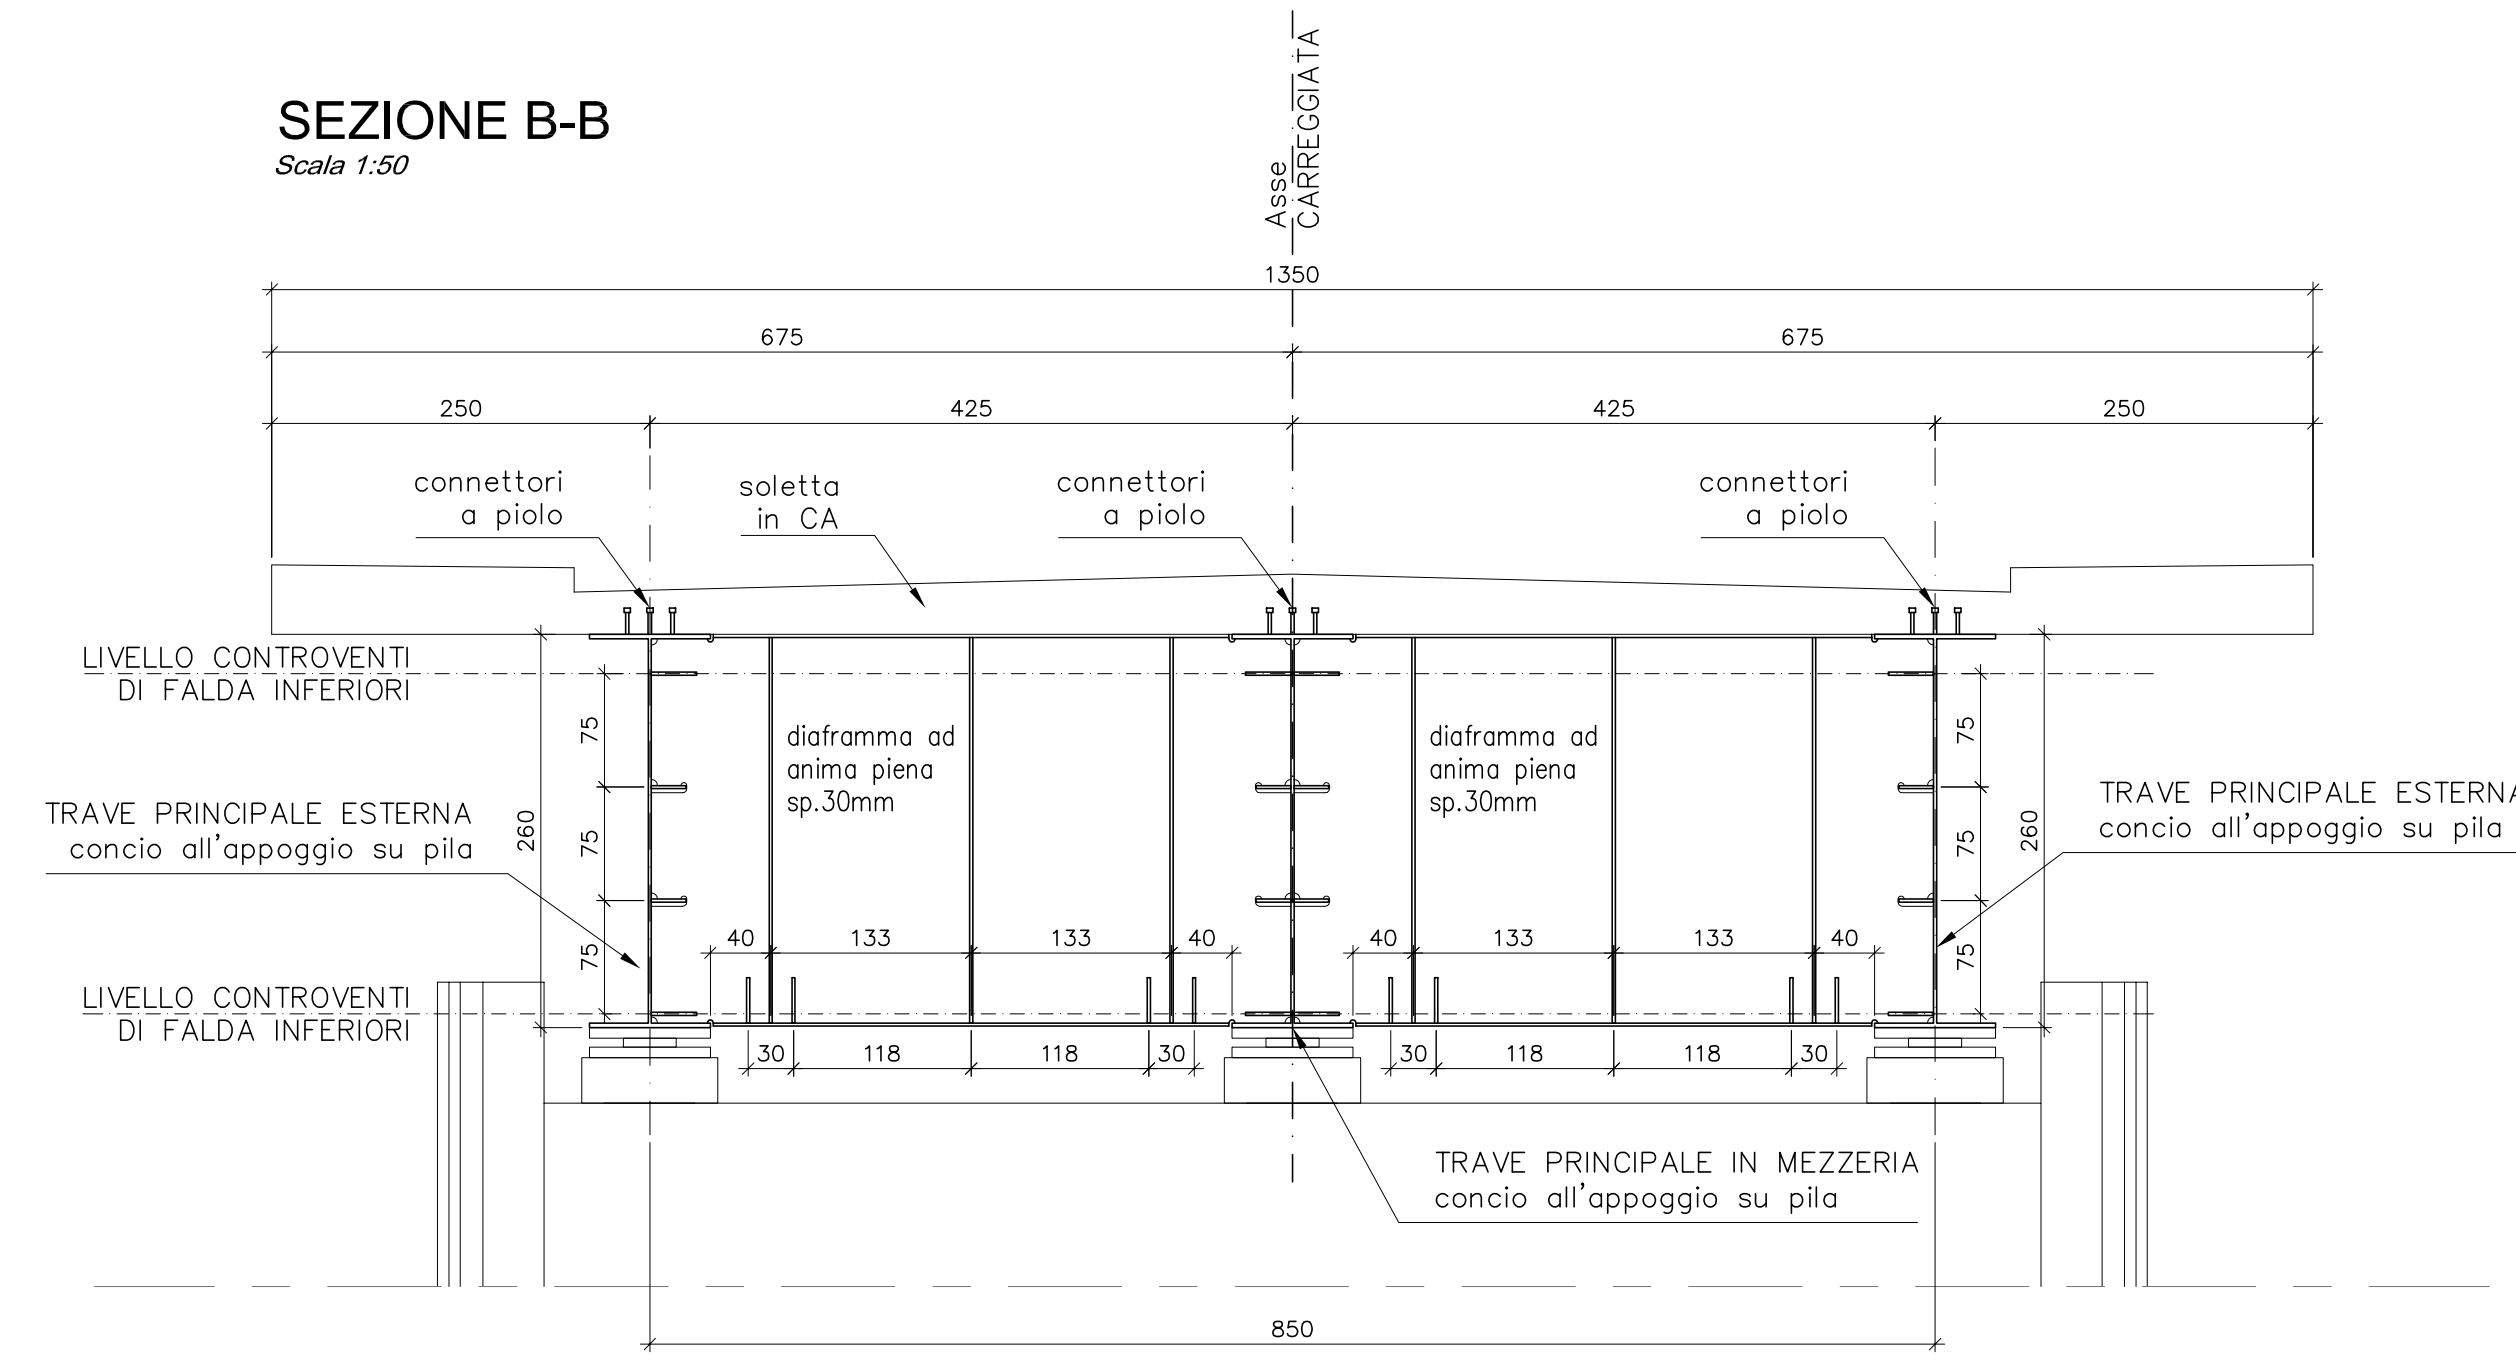 SEZIONE B-B
Scala 1:50
Asse
CARREGGIATA
1350
675
675
250
425
425
250
connettori
a piolo
soletta
in CA
connettori
a piolo
connettori
a piolo
LIVELLO CONTROVENTI
DI FALDA INFERIORI
75
75
75
260
diaframma ad
anima piena
sp.30mm
diaframma ad
anima piena
sp.30mm
75
75
75
260
TRAVE PRINCIPALE ESTERNA
concio all'appoggio su pila
TRAVE PRINCIPALE ESTERNA
concio all'appoggio su pila
40
133
133
40
40
133
133
40
LIVELLO CONTROVENTI
DI FALDA INFERIORI
30
118
118
30
30
118
118
30
TRAVE PRINCIPALE IN MEZZERIA
concio all'appoggio su pila
850